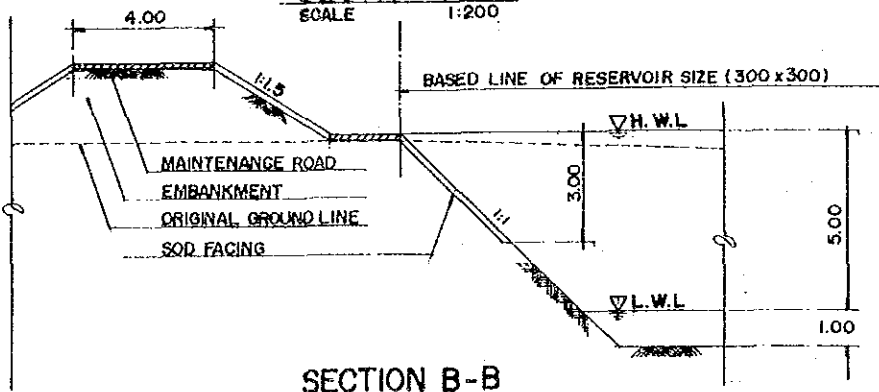 SCALE 1:200
4.00
1:1.5
BASED LINE OF RESERVOIR SIZE (300 x 300)
H.W.L
MAINTENANCE ROAD
EMBANKMENT
ORIGINAL GROUND LINE
SOD FACING
1:1
3.00
5.00
L.W.L
1.00
SECTION B-B